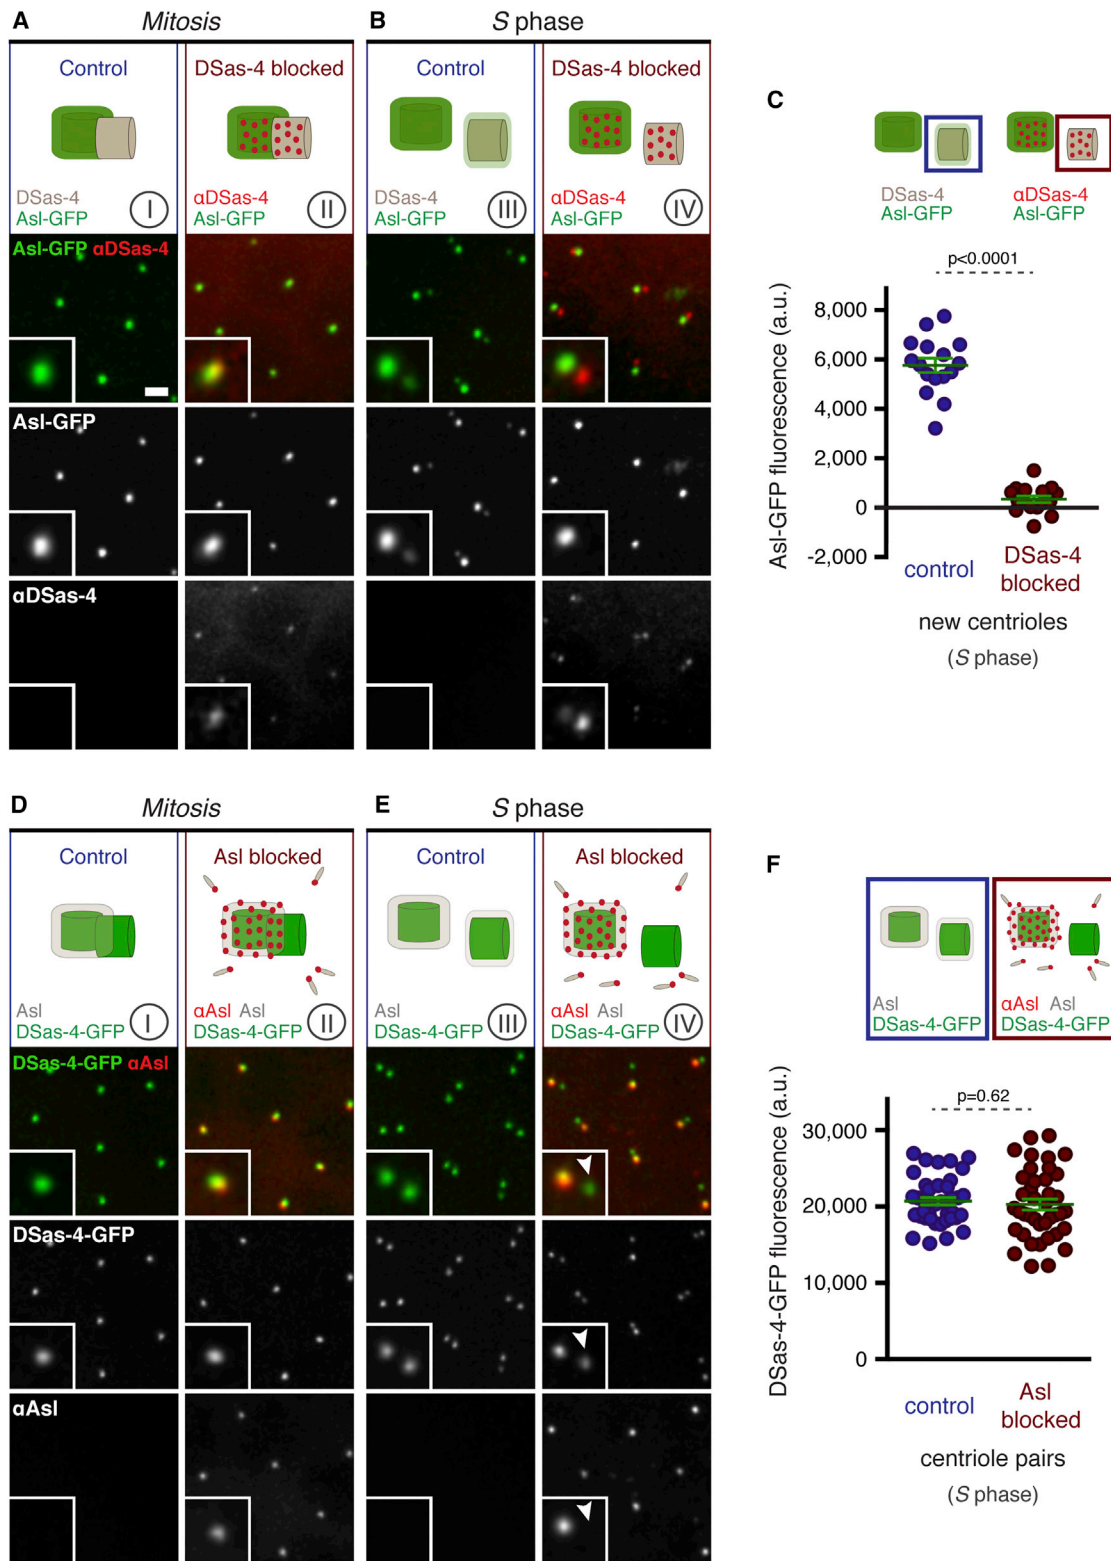 A
Mitosis
B
S phase
Control
DSas-4 blocked
Control
DSas-4 blocked
DSas-4
Asl-GFP
I
αDSas-4
Asl-GFP
II
DSas-4
Asl-GFP
III
αDSas-4
Asl-GFP
IV
Asl-GFP αDSas-4
Asl-GFP
αDSas-4
C
DSas-4
Asl-GFP
αDSas-4
Asl-GFP
p<0.0001
Asl-GFP fluorescence (a.u.)
8,000
6,000
4,000
2,000
0
-2,000
control
DSas-4
blocked
new centrioles
(S phase)
D
Mitosis
E
S phase
Control
Asl blocked
Control
Asl blocked
Asl
DSas-4-GFP
I
αAsl Asl
DSas-4-GFP
II
Asl
DSas-4-GFP
III
αAsl Asl
DSas-4-GFP
IV
DSas-4-GFP αAsl
DSas-4-GFP
αAsl
F
Asl
DSas-4-GFP
αAsl Asl
DSas-4-GFP
p=0.62
DSas-4-GFP fluorescence (a.u.)
30,000
20,000
10,000
0
control
Asl
blocked
centriole pairs
(S phase)